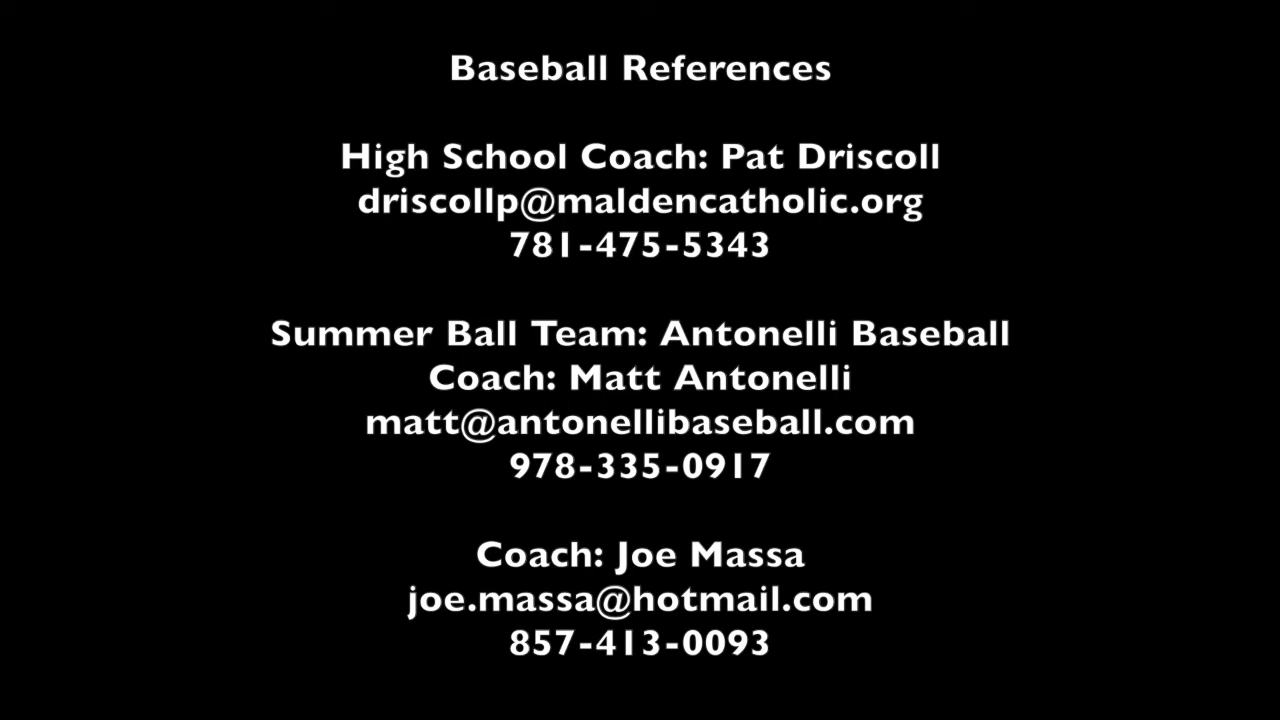 Baseball References
High School Coach: Pat Driscoll
driscollp@maldencatholic.org
781-475-5343
Summer Ball Team: Antonelli Baseball
Coach: Matt Antonelli
matt@antonellibaseball.com
978-335-0917
Coach: Joe Massa
joe.massa@hotmail.com
857-413-0093